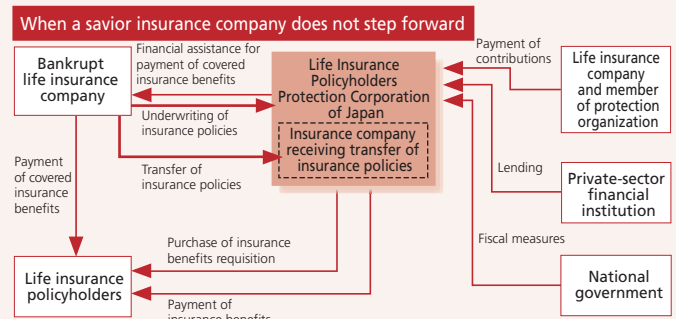 When a savior insurance company does not step forward
Bankrupt
life insurance
company
Financial assistance for
payment of covered
insurance benefits
Underwriting of
insurance policies
Transfer of
insurance policies
Life Insurance
Policyholders
Protection Corporation
of Japan
Insurance company
receiving transfer of
insurance policies
Payment of
contributions
Life insurance
company
and member
of protection
organization
Lending
Private-sector
financial
institution
Fiscal measures
National
government
Payment
of covered
insurance
benefits
Purchase of insurance
benefits requisition
Life insurance
policyholders
Payment of
insurance benefits